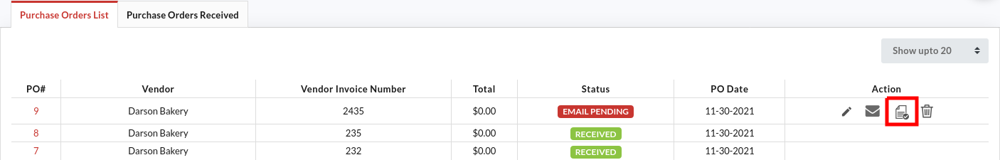 Purchase Orders List Purchase Orders Received
Show upto 20
PO# Vendor Vendor Invoice Number Total Status PO Date Action
9 Darson Bakery 2435 $0.00 EMAIL PENDING 11-30-2021
8 Darson Bakery 235 $0.00 RECEIVED 11-30-2021
7 Darson Bakery 232 $0.00 RECEIVED 11-30-2021